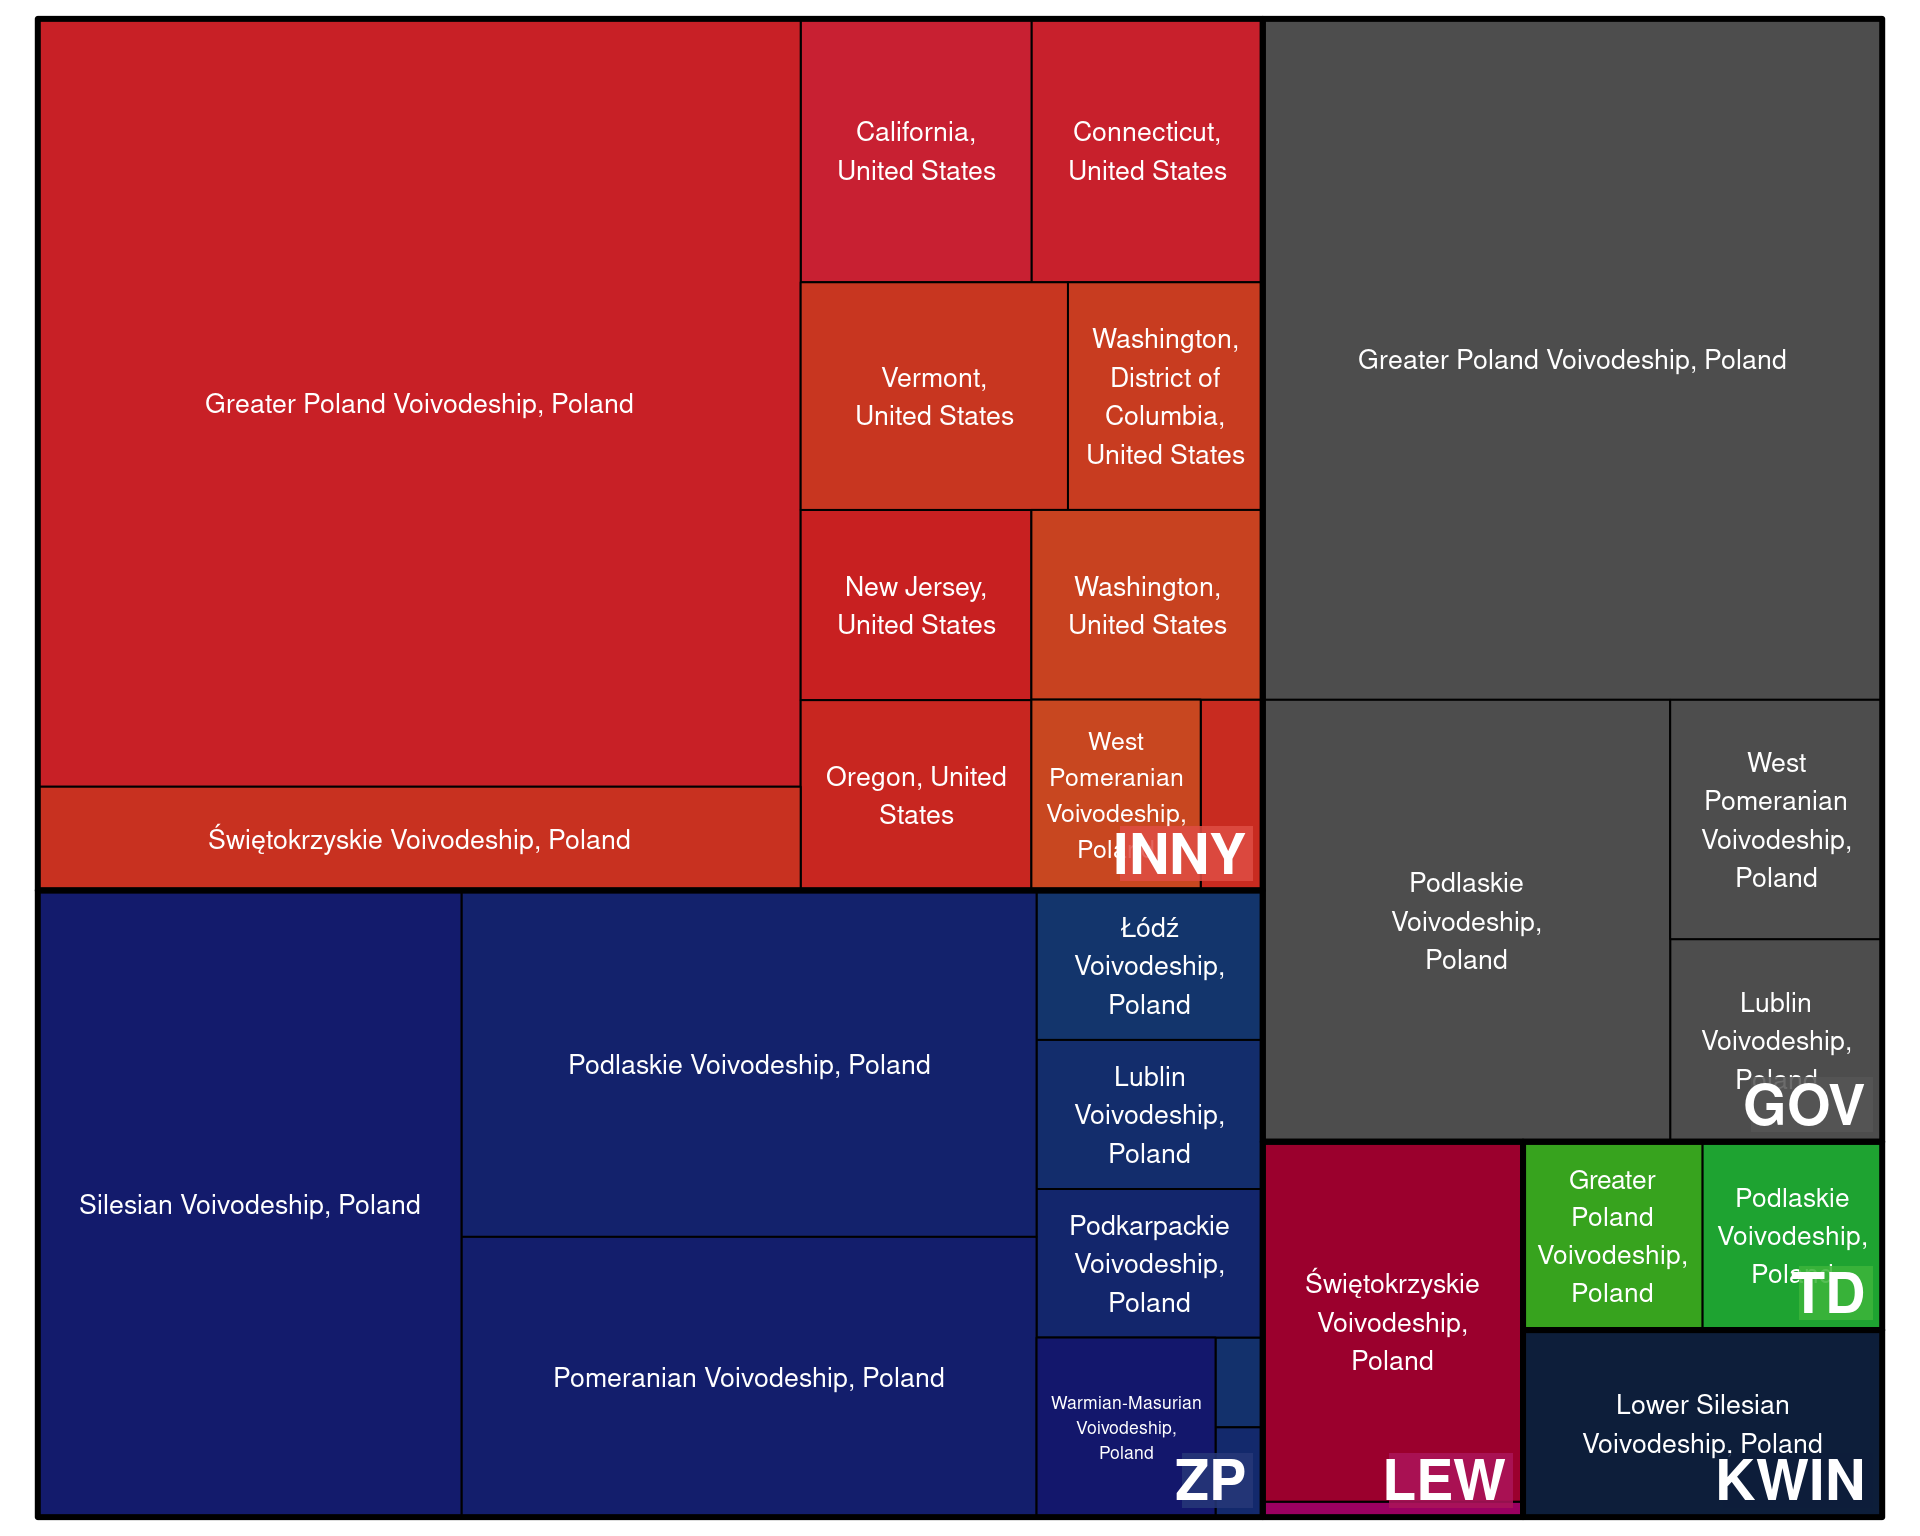 Greater Poland Voivodeship, Poland
Świętokrzyskie Voivodeship, Poland
California,
United States
Connecticut,
United States
Vermont,
United States
Washington,
District of
Columbia,
United States
New Jersey,
United States
Washington,
United States
Oregon, United
States
West
Pomeranian
Voivodeship,
Poland
INNY
Silesian Voivodeship, Poland
Podlaskie Voivodeship, Poland
Pomeranian Voivodeship, Poland
Łódź
Voivodeship,
Poland
Lublin
Voivodeship,
Poland
Podkarpackie
Voivodeship,
Poland
Warmian-Masurian
Voivodeship,
Poland
ZP
Greater Poland Voivodeship, Poland
Podlaskie
Voivodeship,
Poland
West
Pomeranian
Voivodeship,
Poland
Lublin
Voivodeship,
Poland
GOV
Świętokrzyskie
Voivodeship,
Poland
LEW
Greater
Poland
Voivodeship,
Poland
Podlaskie
Voivodeship,
Poland
TD
Lower Silesian
Voivodeship, Poland
KWIN